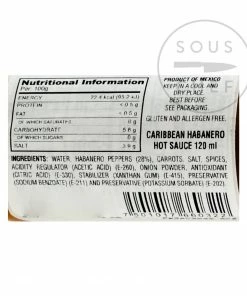 SOUS
CHEF
Nutritional Information
Per: 100g
ENERGY 22.4 kcal (95.2 kJ)
PROTEIN <0.5 g
FAT <0.5 g
OF WHICH SATURATES 0g
CARBOHYDRATE 5.6 g
OF WHICH SUGARS 0g
SALT 3.9 g
PRODUCT OF MEXICO
KEEP IN A COOL AND
DRY PLACE.
BEST BEFORE
SEE PACKAGING.
GLUTEN AND ALLERGEN FREE.
CARIBBEAN HABANERO
HOT SAUCE 120 ml
INGREDIENTS: WATER, HABANERO PEPPERS (28%), CARROTS, SALT, SPICES,
ACIDITY REGULATOR (ACETIC ACID) (E-260), ONION POWDER, ANTIOXIDANT
(CITRIC ACID) (E-330), STABILIZER (XANTHAN GUM) (E-415), PRESERVATIVE
(SODIUM BENZOATE) (E-211) AND PRESERVATIVE (POTASSIUM SORBATE) (E-202).